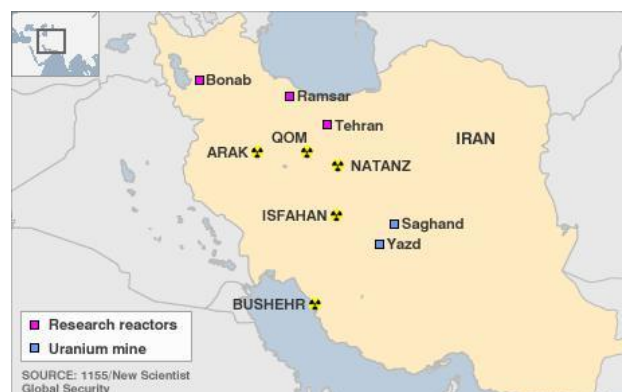 Bonab
Ramsar
Tehran
IRAN
QOM
ARAK
NATANZ
ISFAHAN
Saghand
Yazd
BUSHEHR
Research reactors
Uranium mine
SOURCE: 1155/New Scientist
Global Security